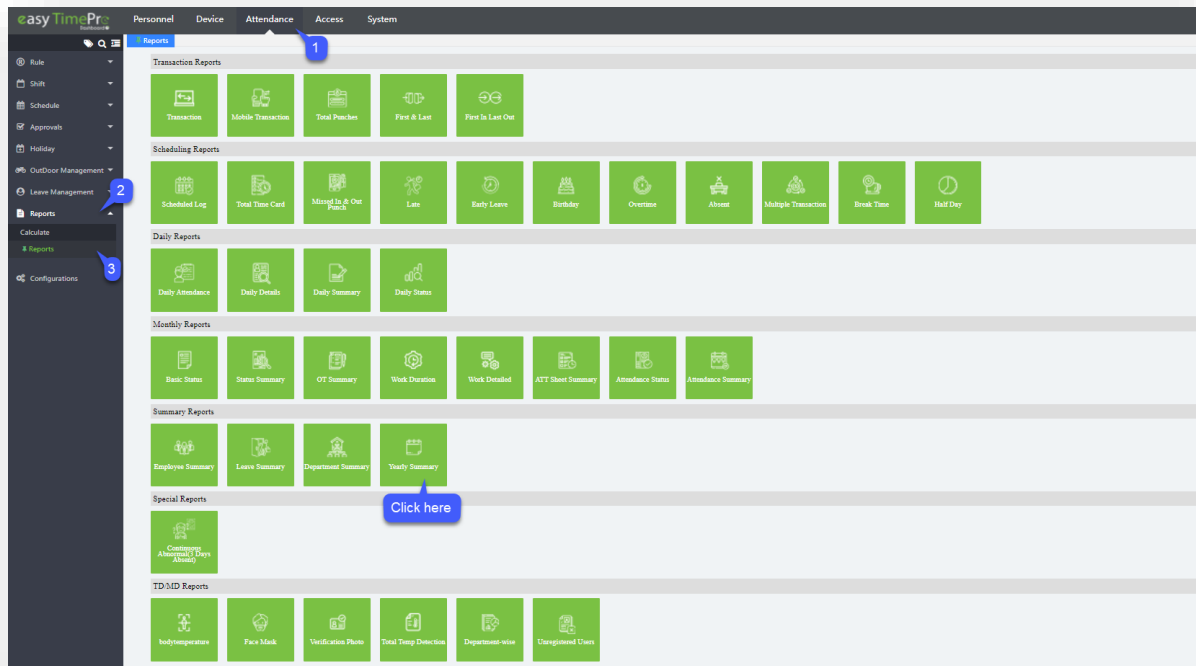 easy TimePro
Dashboard
Personnel Device Attendance Access System
Reports
1
Rule
Shift
Schedule
Approvals
Holiday
OutDoor Management
Leave Management
2
Reports
Calculate
Reports
3
Configurations
Transaction Reports
Transaction
Mobile Transaction
Total Punches
First & Last
First In Last Out
Scheduling Reports
Scheduled Log
Total Time Card
Missed In & Out
Punch
Late
Early Leave
Birthday
Overtime
Absent
Multiple Transaction
Break Time
Half Day
Daily Reports
Daily Attendance
Daily Details
Daily Summary
Daily Status
Monthly Reports
Basic Status
Status Summary
OT Summary
Work Duration
Work Detailed
ATT Sheet Summary
Attendance Status
Attendance Summary
Summary Reports
Employee Summary
Leave Summary
Department Summary
Yearly Summary
Click here
Special Reports
Continuous
Abnormal(3 Days
Absent)
TD/MD Reports
bodytemperature
Face Mask
Verification Photo
Total Temp Detection
Department-wise
Unregistered Users